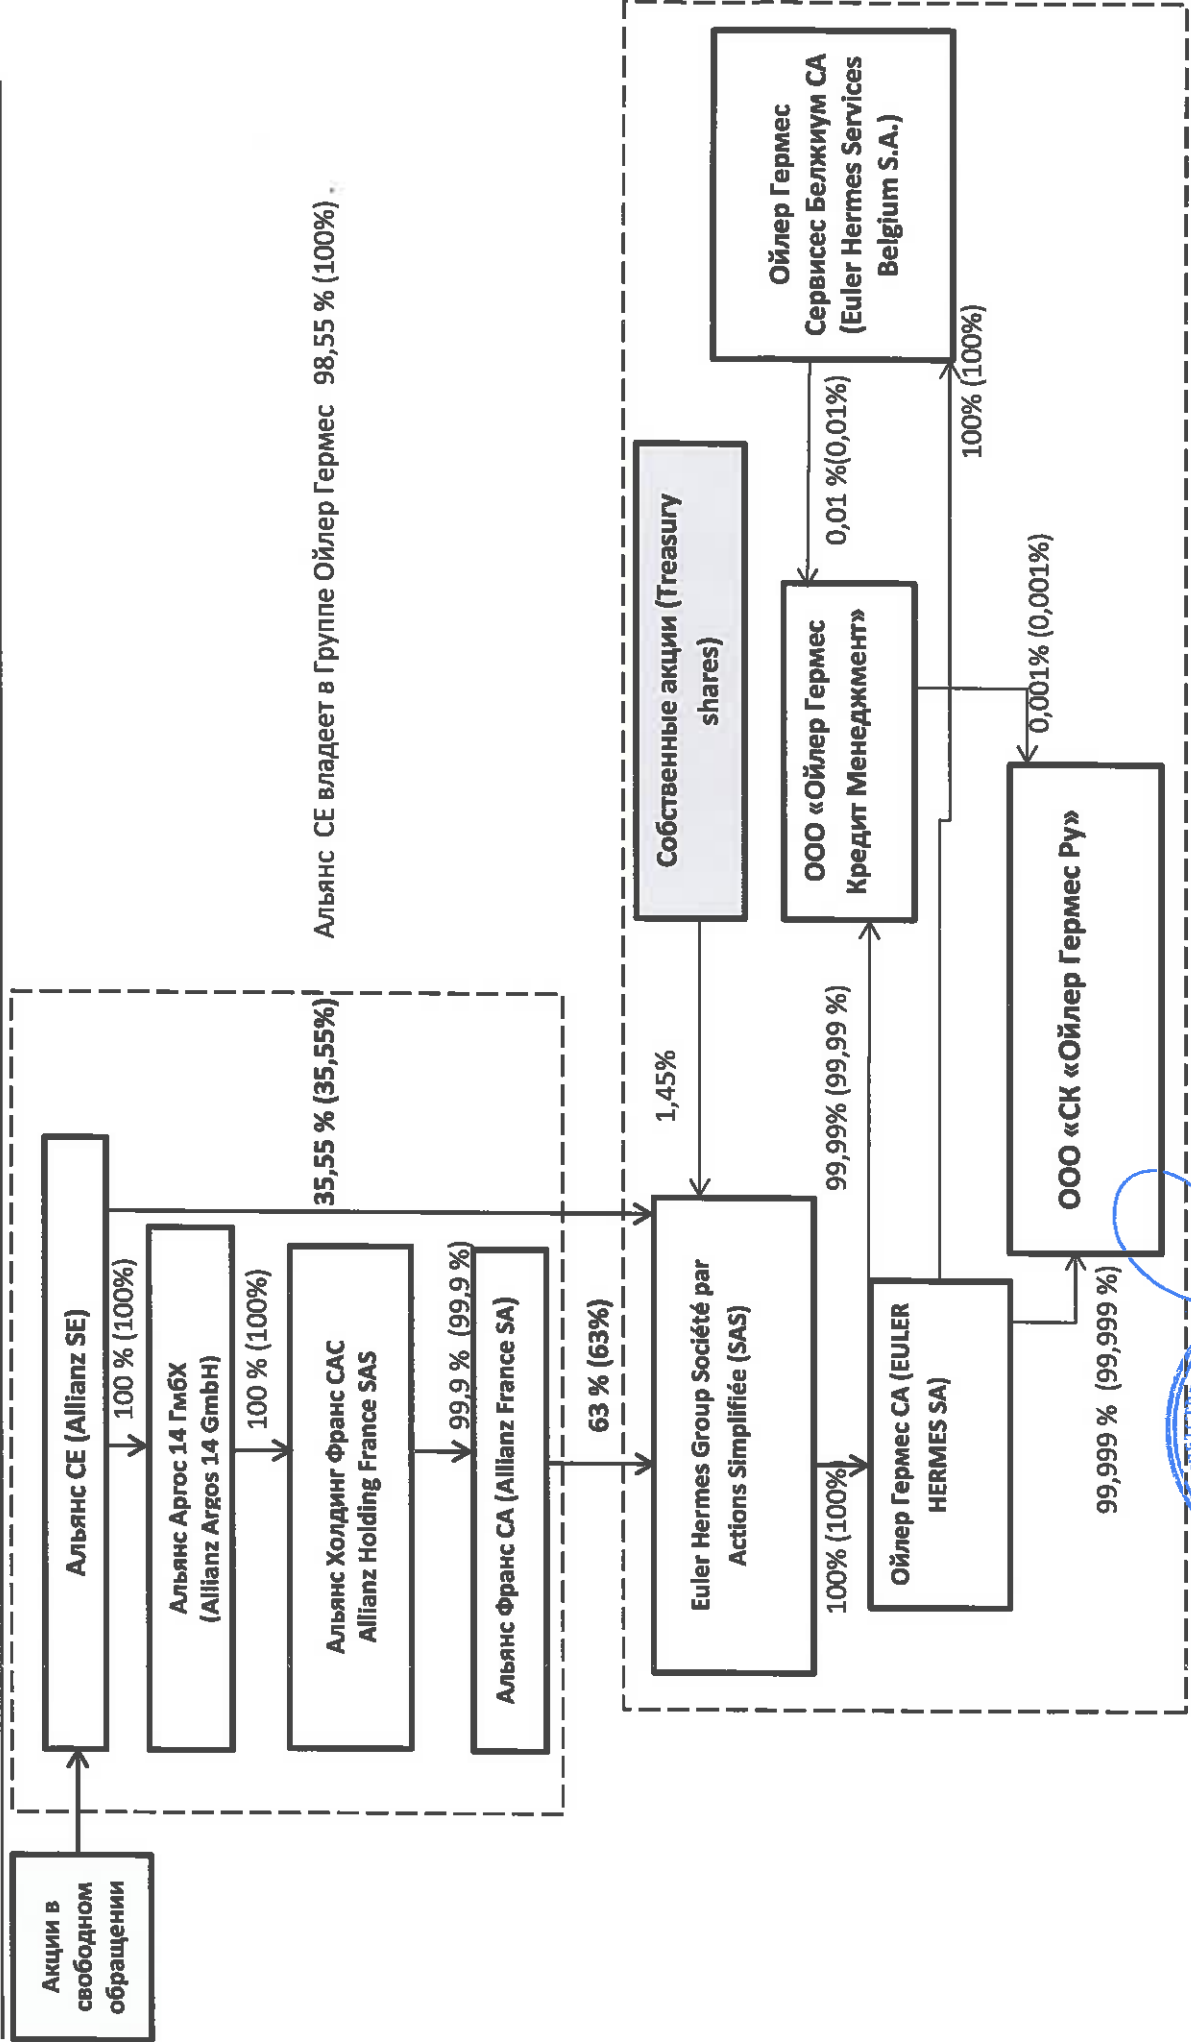 Акции в
свободном
обращении
Альянс СЕ (Allianz SE)
100 % (100%)
Альянс Аргос 14 ГмбХ
(Allianz Argos 14 GmbH)
100 % (100%)
Альянс Холдинг Франс САС
Allianz Holding France SAS
99,9 % (99,9 %)
Альянс Франс СА (Allianz France SA)
35,55 % (35,55%)
63 % (63%)
Альянс СЕ владеет в Группе Ойлер Гермес 98,55 % (100%) .
Euler Hermes Group Société par
Actions Simplifiée (SAS)
1,45%
Собственные акции (Treasury
shares)
100% (100%)
Ойлер Гермес СА (EULER
HERMES SA)
99,99% (99,99 %)
ООО «Ойлер Гермес
Кредит Менеджмент»
0,01 %(0,01%)
Ойлер Гермес
Сервисес Белжиум СА
(Euler Hermes Services
Belgium S.A.)
100% (100%)
0,001% (0,001%)
99,999 % (99,999 %)
ООО «СК «Ойлер Гермес Ру»